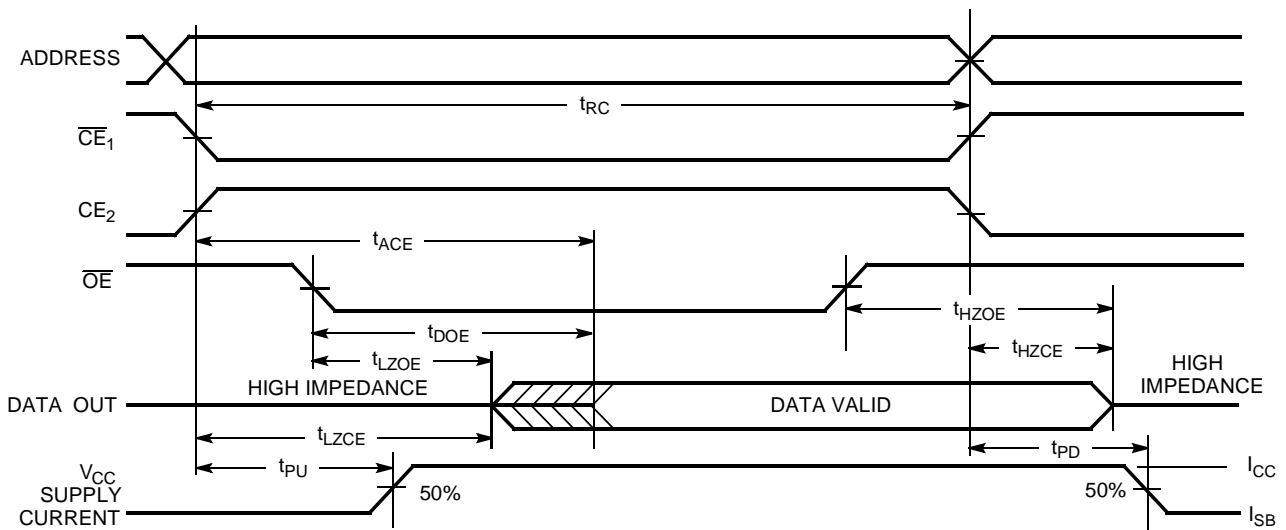 ADDRESS
tRC
CE1
CE2
tACE
OE
tHZOE
tDOE
tLZOE
tHZCE
HIGH IMPEDANCE
HIGH
IMPEDANCE
DATA OUT
DATA VALID
tLZCE
tPU
tPD
VCC
SUPPLY
CURRENT
50%
50%
ICC
ISB